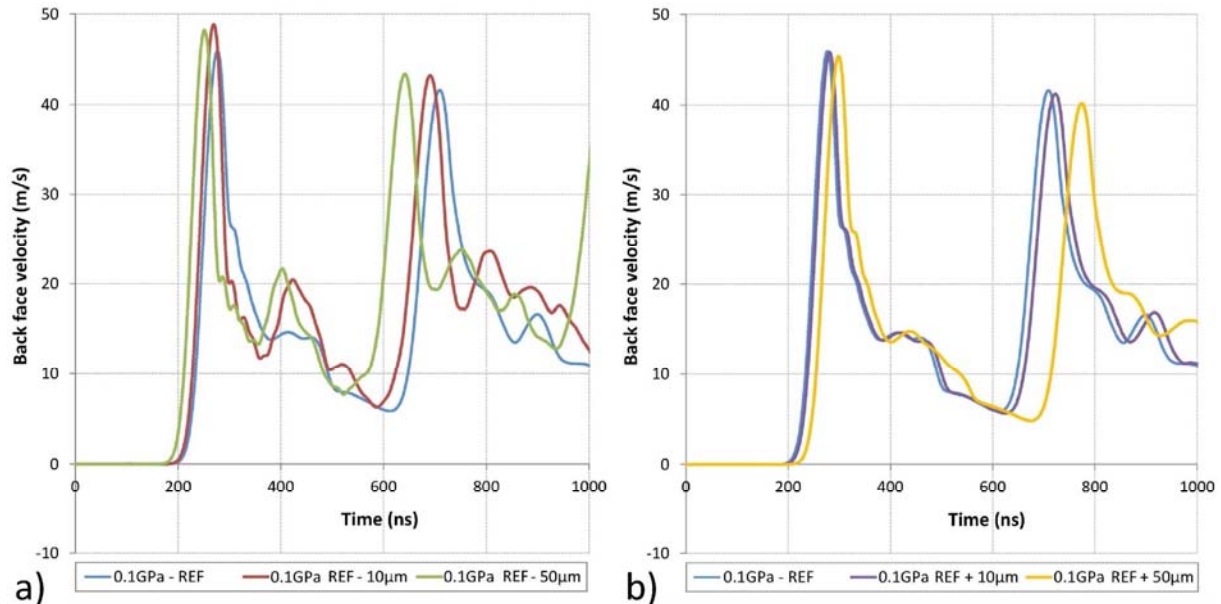 50
40
30
20
10
0
-10
Back face velocity (m/s)
0 200 400 600 800 1000
Time (ns)
a)
0.1GPa - REF 0.1GPa REF - 10µm 0.1GPa REF - 50µm
50
40
30
20
10
0
-10
Back face velocity (m/s)
0 200 400 600 800 1000
Time (ns)
b)
0.1GPa - REF 0.1GPa REF + 10µm 0.1GPa REF + 50µm